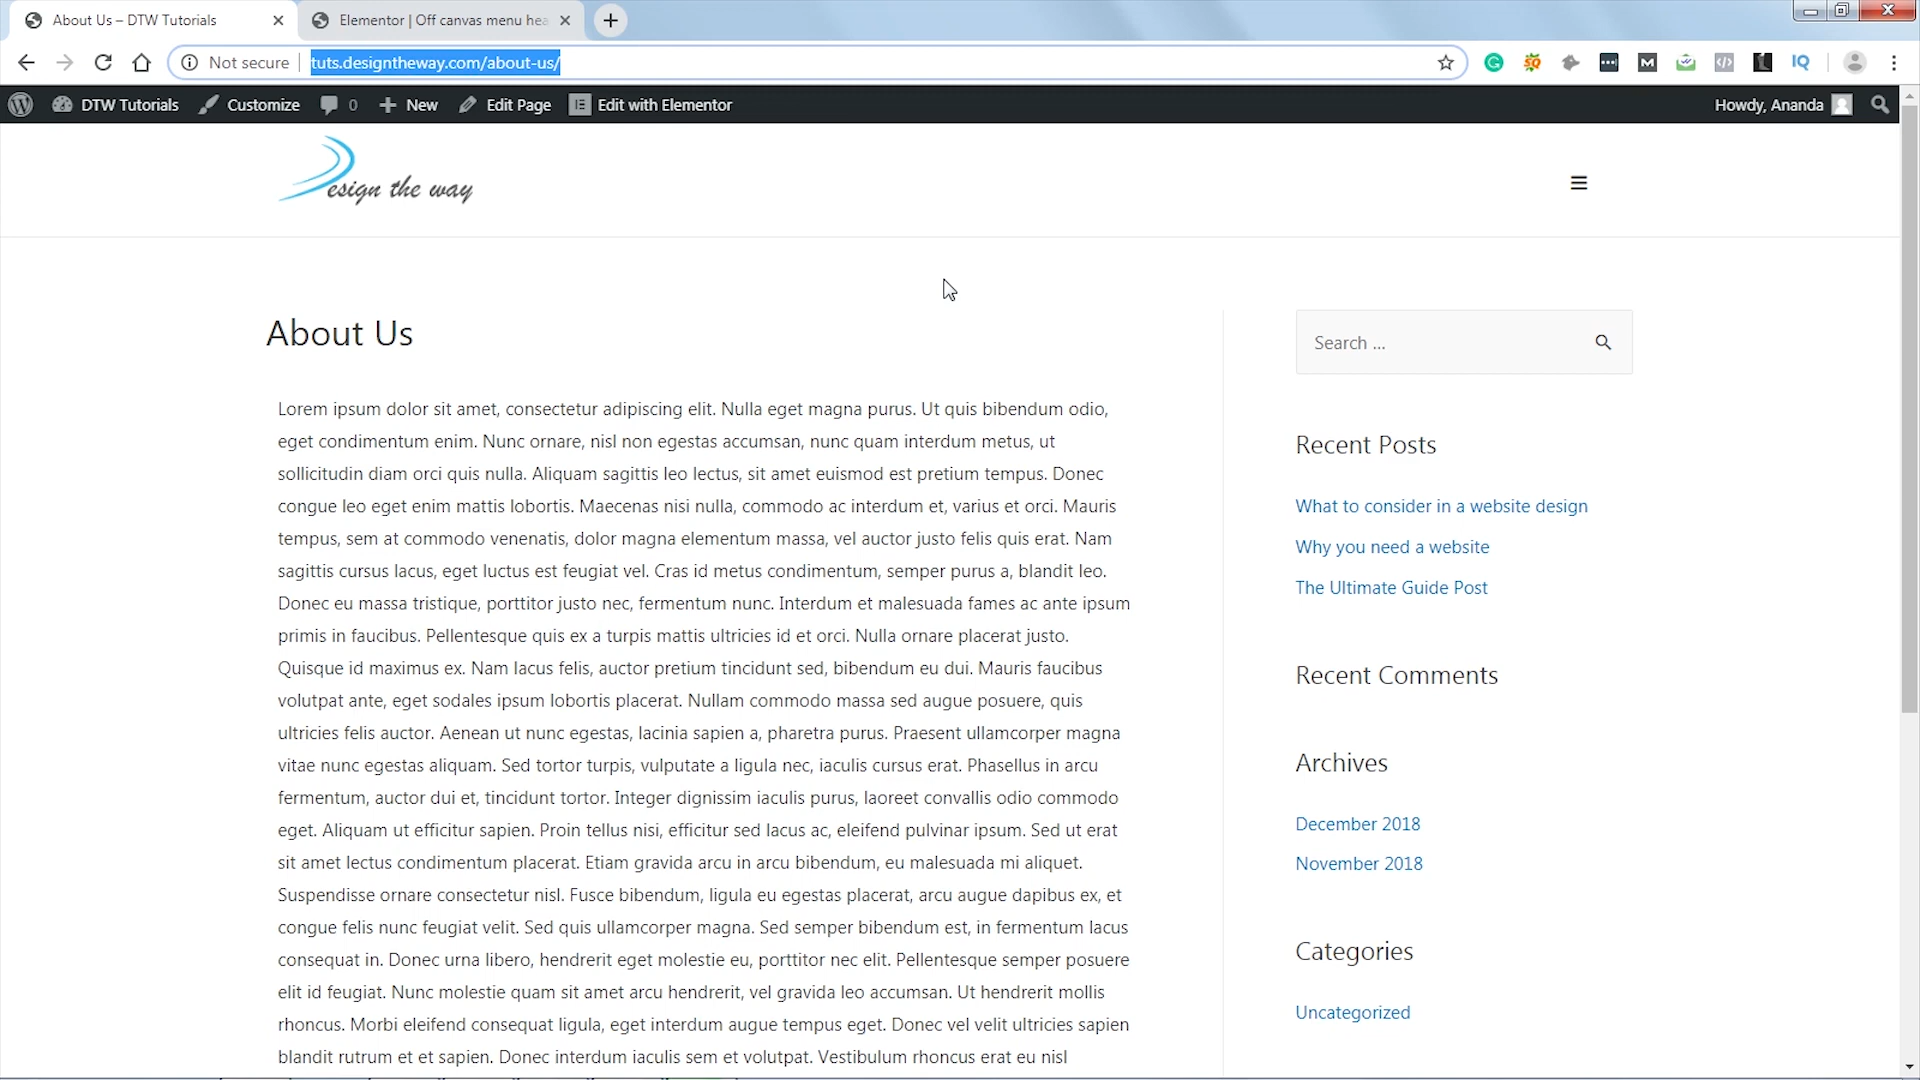 About Us – DTW Tutorials
Elementor | Off canvas menu hea
Not secure
tuts.designtheway.com/about-us/
IQ
DTW Tutorials
Customize
0
New
Edit Page
Edit with Elementor
Howdy, Ananda
Design the way
About Us
Lorem ipsum dolor sit amet, consectetur adipiscing elit. Nulla eget magna purus. Ut quis bibendum odio,
eget condimentum enim. Nunc ornare, nisl non egestas accumsan, nunc quam interdum metus, ut
sollicitudin diam orci quis nulla. Aliquam sagittis leo lectus, sit amet euismod est pretium tempus. Donec
congue leo eget enim mattis lobortis. Maecenas nisi nulla, commodo ac interdum et, varius et orci. Mauris
tempus, sem at commodo venenatis, dolor magna elementum massa, vel auctor justo felis quis erat. Nam
sagittis cursus lacus, eget luctus est feugiat vel. Cras id metus condimentum, semper purus a, blandit leo.
Donec eu massa tristique, porttitor justo nec, fermentum nunc. Interdum et malesuada fames ac ante ipsum
primis in faucibus. Pellentesque quis ex a turpis mattis ultricies id et orci. Nulla ornare placerat justo.
Quisque id maximus ex. Nam lacus felis, auctor pretium tincidunt sed, bibendum eu dui. Mauris faucibus
volutpat ante, eget sodales ipsum lobortis placerat. Nullam commodo massa sed augue posuere, quis
ultricies felis auctor. Aenean ut nunc egestas, lacinia sapien a, pharetra purus. Praesent ullamcorper magna
vitae nunc egestas aliquam. Sed tortor turpis, vulputate a ligula nec, iaculis cursus erat. Phasellus in arcu
fermentum, auctor dui et, tincidunt tortor. Integer dignissim iaculis purus, laoreet convallis odio commodo
eget. Aliquam ut efficitur sapien. Proin tellus nisi, efficitur sed lacus ac, eleifend pulvinar ipsum. Sed ut erat
sit amet lectus condimentum placerat. Etiam gravida arcu in arcu bibendum, eu malesuada mi aliquet.
Suspendisse ornare consectetur nisl. Fusce bibendum, ligula eu egestas placerat, arcu augue dapibus ex, et
congue felis nunc feugiat velit. Sed quis ullamcorper magna. Sed semper bibendum est, in fermentum lacus
consequat in. Donec urna libero, hendrerit eget molestie eu, porttitor nec elit. Pellentesque semper posuere
elit id feugiat. Nunc molestie quam sit amet arcu hendrerit, vel gravida leo accumsan. Ut hendrerit mollis
rhoncus. Morbi eleifend consequat ligula, eget interdum augue tempus eget. Donec vel velit ultricies sapien
blandit rutrum et et sapien. Donec interdum iaculis sem et volutpat. Vestibulum rhoncus erat eu nisl
Search ...
Recent Posts
What to consider in a website design
Why you need a website
The Ultimate Guide Post
Recent Comments
Archives
December 2018
November 2018
Categories
Uncategorized